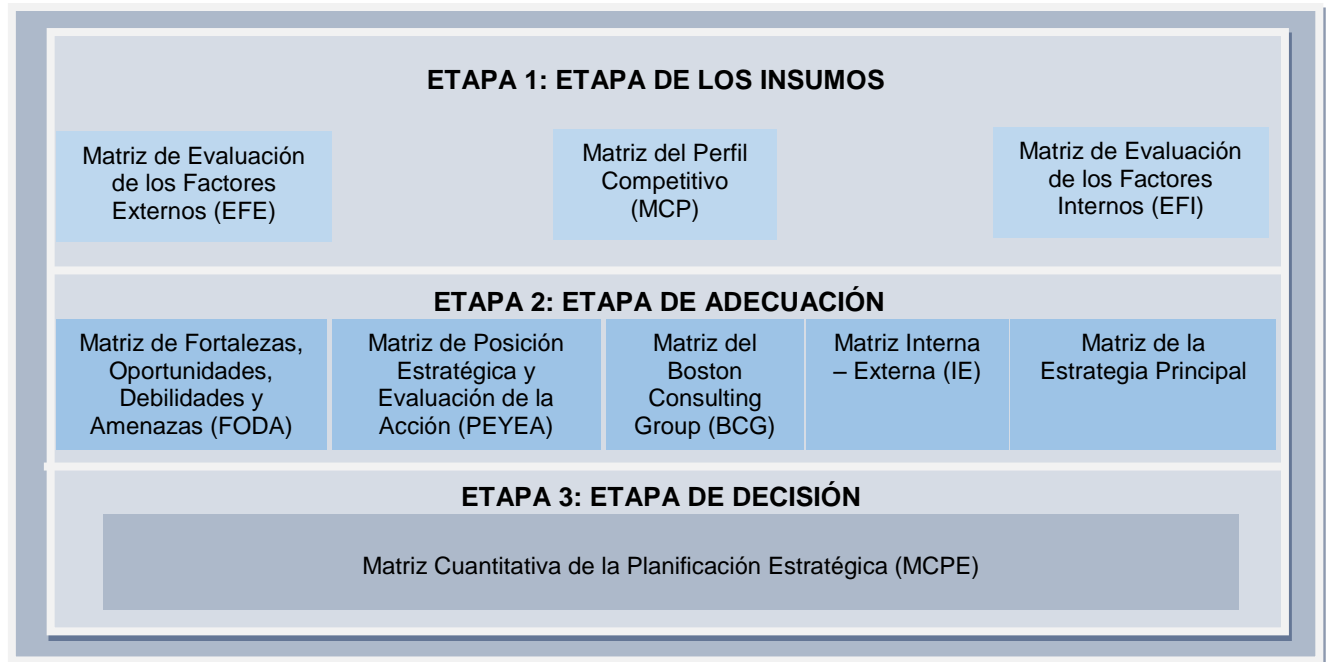 ETAPA 1: ETAPA DE LOS INSUMOS
Matriz de Evaluación
de los Factores
Externos (EFE)
Matriz del Perfil
Competitivo
(MCP)
Matriz de Evaluación
de los Factores
Internos (EFI)
ETAPA 2: ETAPA DE ADECUACIÓN
Matriz de Fortalezas,
Oportunidades,
Debilidades y
Amenazas (FODA)
Matriz de Posición
Estratégica y
Evaluación de la
Acción (PEYEA)
Matriz del
Boston
Consulting
Group (BCG)
Matriz Interna
– Externa (IE)
Matriz de la
Estrategia Principal
ETAPA 3: ETAPA DE DECISIÓN
Matriz Cuantitativa de la Planificación Estratégica (MCPE)